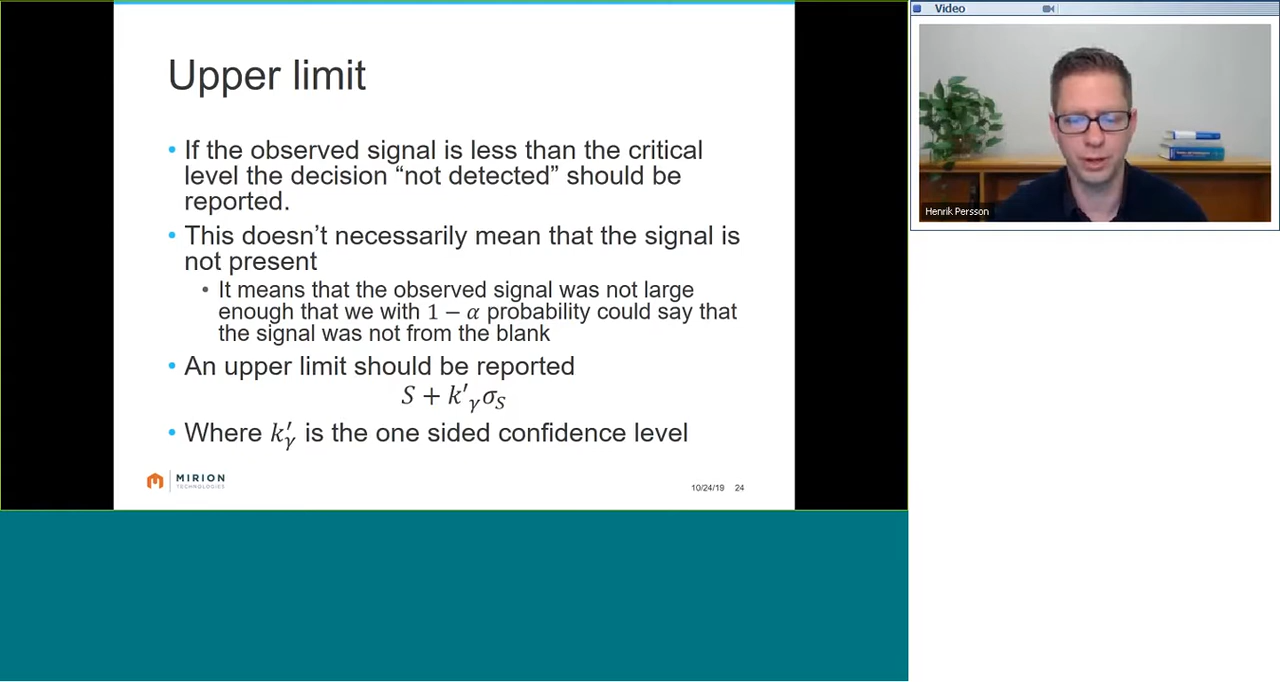 Upper limit
• If the observed signal is less than the critical
level the decision “not detected” should be
reported.
• This doesn’t necessarily mean that the signal is
not present
• It means that the observed signal was not large
enough that we with 1 − α probability could say that
the signal was not from the blank
• An upper limit should be reported
S + k′γσS
• Where k′γ is the one sided confidence level
MIRION
TECHNOLOGIES
10/24/19 24
Video
Henrik Persson